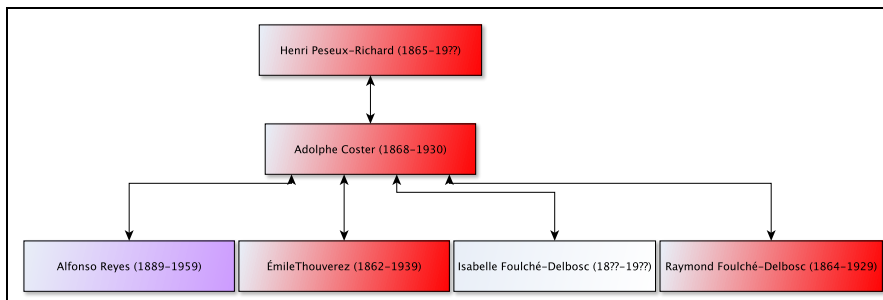 Henri Peseux-Richard (1865-19??)
Adolphe Coster (1868-1930)
Alfonso Reyes (1889-1959)
ÉmileThouverez (1862-1939)
Isabelle Foulché-Delbosc (18??-19??)
Raymond Foulché-Delbosc (1864-1929)